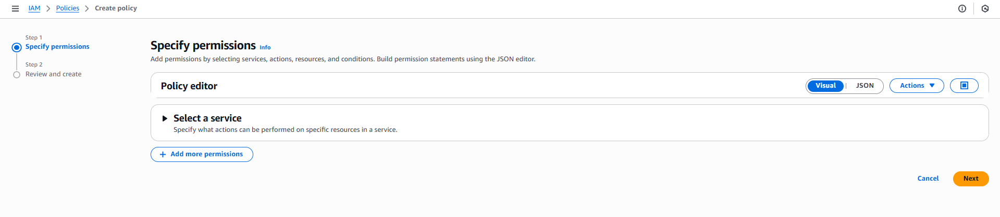 IAM > Policies > Create policy
Step 1
Specify permissions
Step 2
Review and create
Specify permissions Info
Add permissions by selecting services, actions, resources, and conditions. Build permission statements using the JSON editor.
Policy editor Visual | JSON Actions
Select a service
Specify what actions can be performed on specific resources in a service.
+ Add more permissions
Cancel Next